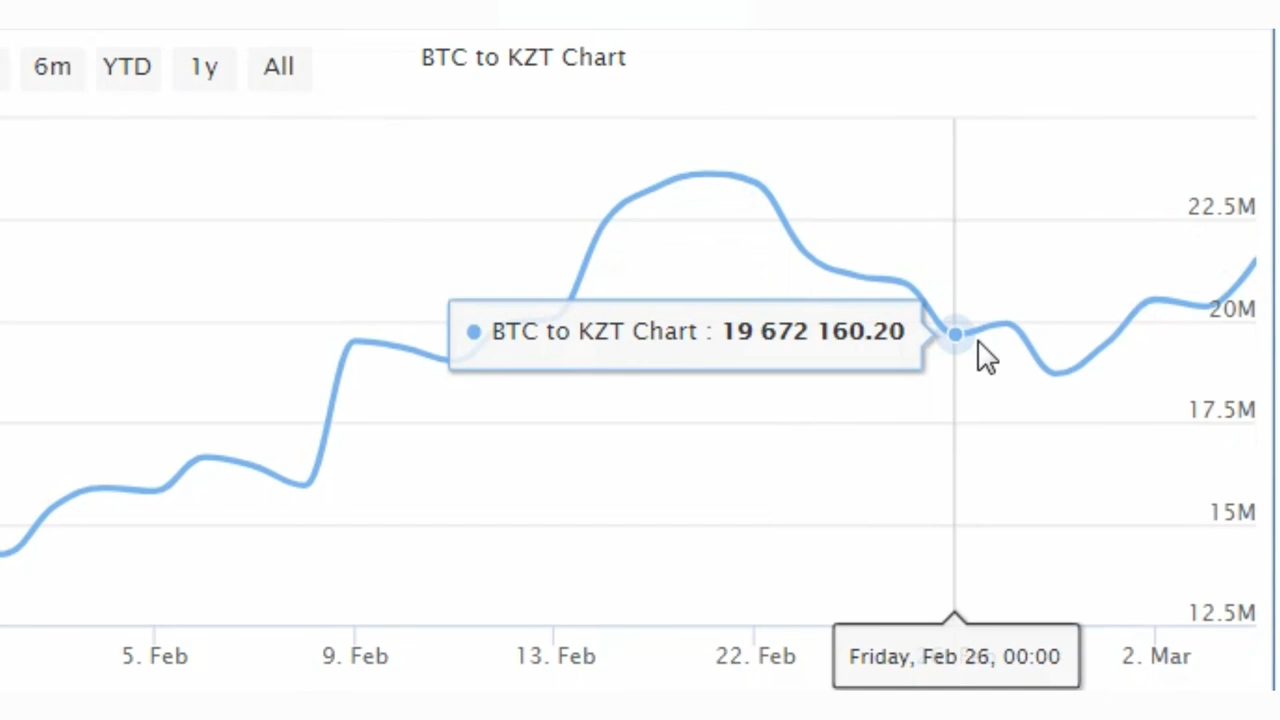 6m YTD 1y All
BTC to KZT Chart
22.5M
20M
BTC to KZT Chart : 19 672 160.20
17.5M
15M
12.5M
5. Feb 9. Feb 13. Feb 22. Feb 2. Mar
Friday, Feb 26, 00:00